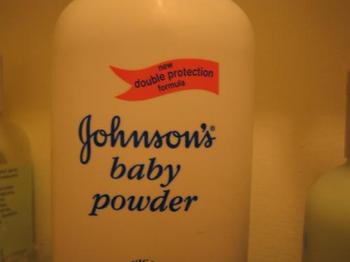 new
double protection
formula
Johnson's®
baby
powder